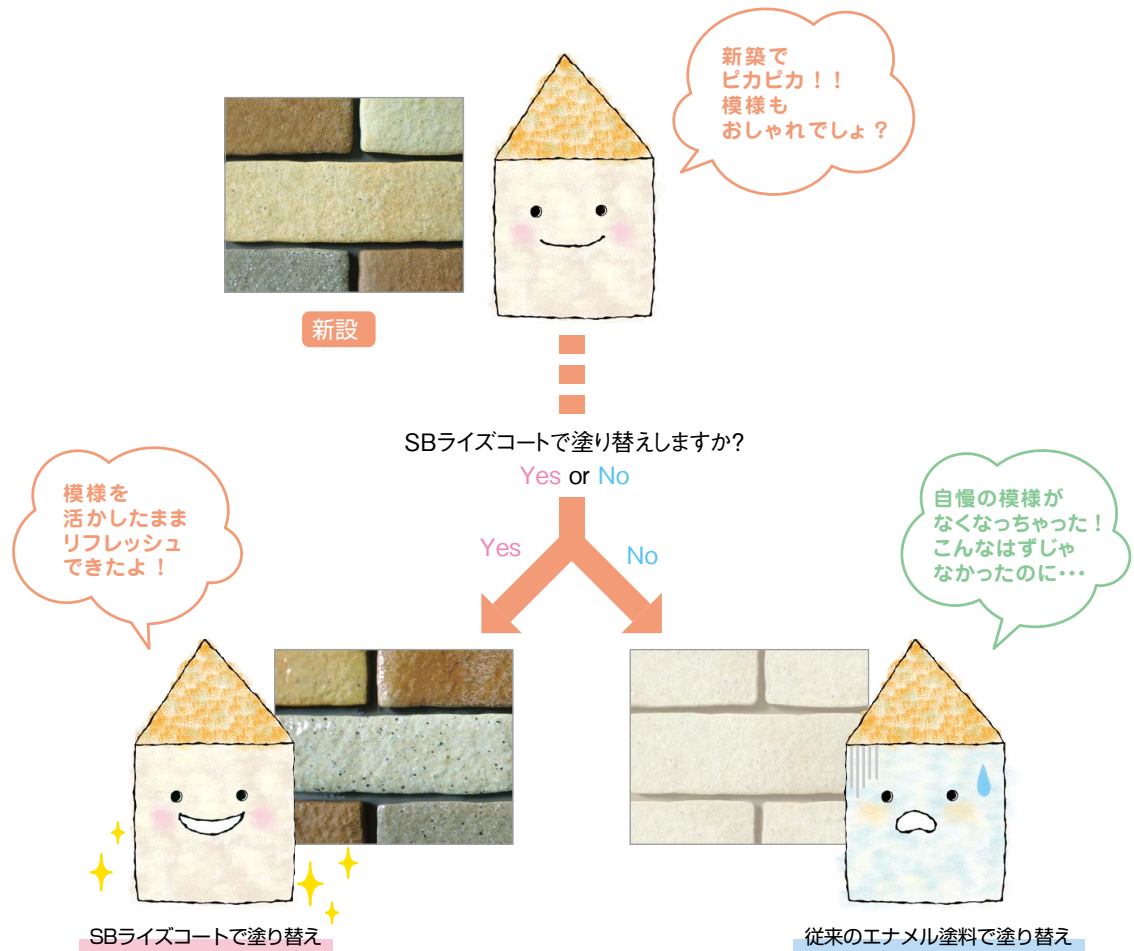 新築で
ピカピカ！！
模様も
おしゃれでしょ？
新設
SBライズコートで塗り替えしますか?
Yes or No
模様を
活かしたまま
リフレッシュ
できたよ！
Yes
No
自慢の模様が
なくなっちゃった！
こんなはずじゃ
なかったのに･･･
SBライズコートで塗り替え
従来のエナメル塗料で塗り替え